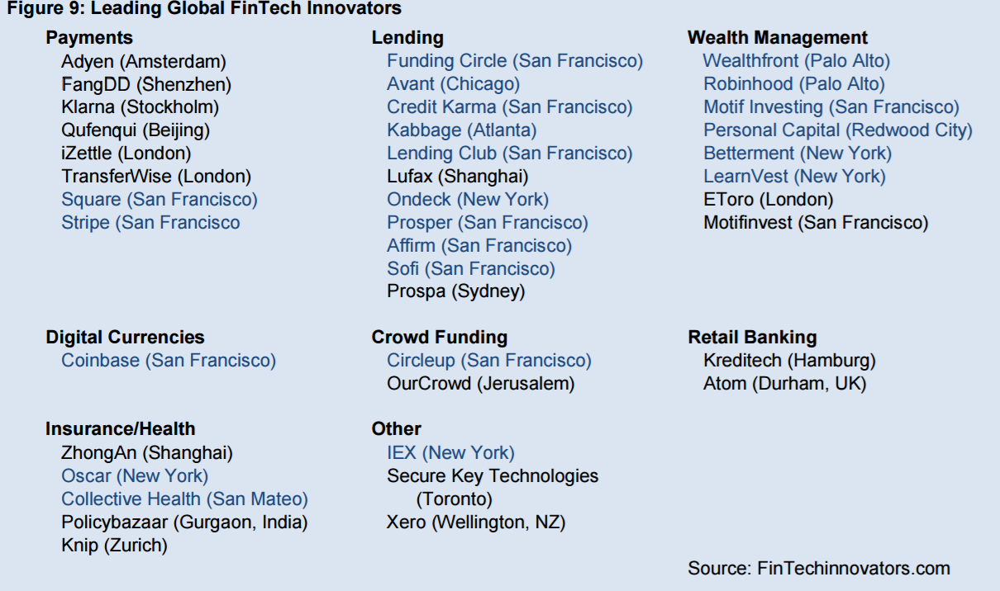 Figure 9: Leading Global FinTech Innovators
Payments
Adyen (Amsterdam)
FangDD (Shenzhen)
Klarna (Stockholm)
Qufenqui (Beijing)
iZettle (London)
TransferWise (London)
Square (San Francisco)
Stripe (San Francisco
Lending
Funding Circle (San Francisco)
Avant (Chicago)
Credit Karma (San Francisco)
Kabbage (Atlanta)
Lending Club (San Francisco)
Lufax (Shanghai)
Ondeck (New York)
Prosper (San Francisco)
Affirm (San Francisco)
Sofi (San Francisco)
Prospa (Sydney)
Wealth Management
Wealthfront (Palo Alto)
Robinhood (Palo Alto)
Motif Investing (San Francisco)
Personal Capital (Redwood City)
Betterment (New York)
LearnVest (New York)
EToro (London)
Motifinvest (San Francisco)
Digital Currencies
Coinbase (San Francisco)
Crowd Funding
Circleup (San Francisco)
OurCrowd (Jerusalem)
Retail Banking
Kreditech (Hamburg)
Atom (Durham, UK)
Insurance/Health
ZhongAn (Shanghai)
Oscar (New York)
Collective Health (San Mateo)
Policybazaar (Gurgaon, India)
Knip (Zurich)
Other
IEX (New York)
Secure Key Technologies
(Toronto)
Xero (Wellington, NZ)
Source: FinTechinnovators.com